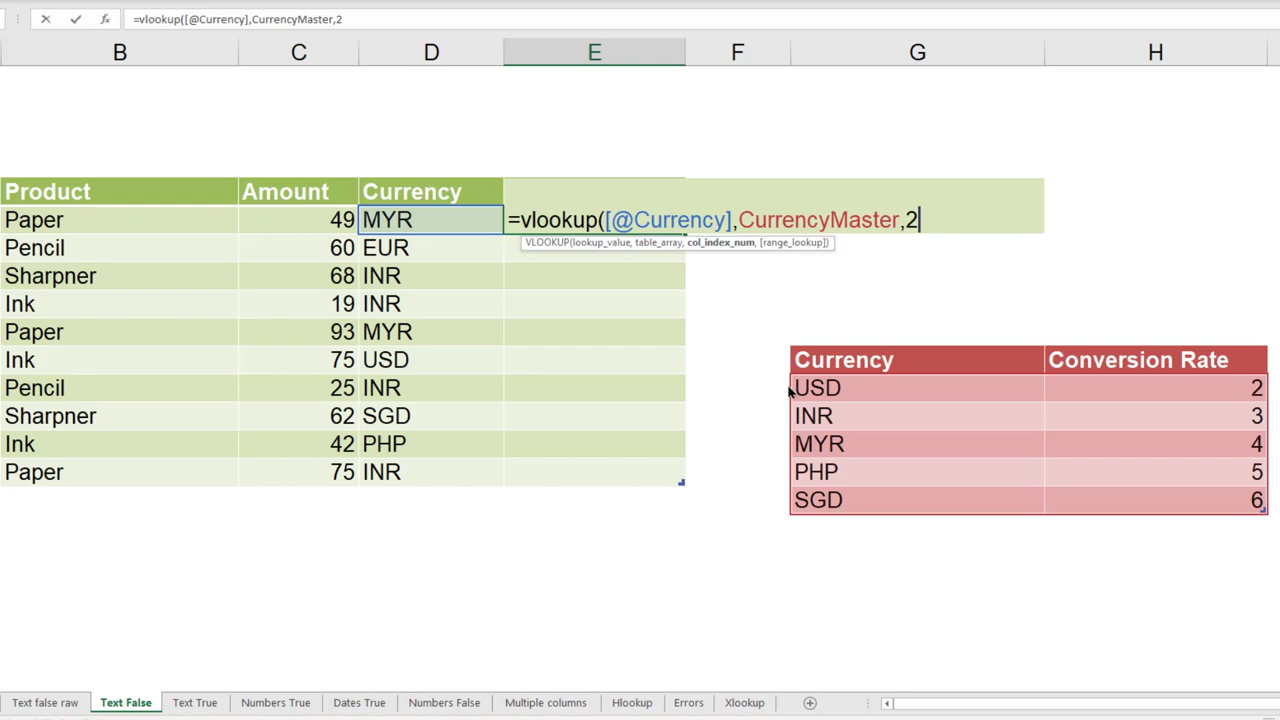 =vlookup([@Currency],CurrencyMaster,2
B C D E F G H
Product Amount Currency
Paper 49 MYR =vlookup([@Currency],CurrencyMaster,2
VLOOKUP(lookup_value, table_array, col_index_num, [range_lookup])
Pencil 60 EUR
Sharpner 68 INR
Ink 19 INR
Paper 93 MYR
Ink 75 USD
Pencil 25 INR
Sharpner 62 SGD
Ink 42 PHP
Paper 75 INR
Currency Conversion Rate
USD 2
INR 3
MYR 4
PHP 5
SGD 6
Text false raw Text False Text True Numbers True Dates True Numbers False Multiple columns Hlookup Errors Xlookup